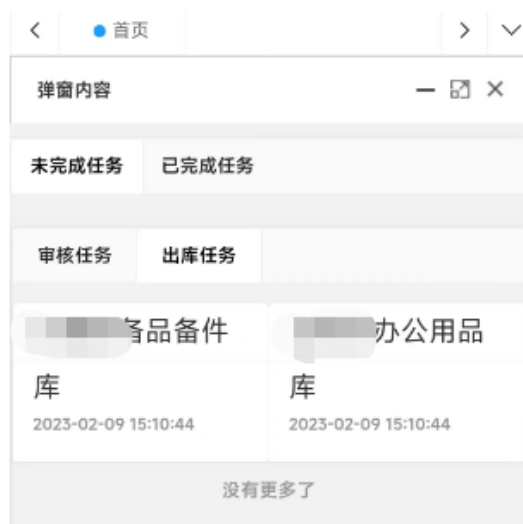 首页
弹窗内容
未完成任务 已完成任务
审核任务 出库任务
备品备件 办公用品
库 库
2023-02-09 15:10:44 2023-02-09 15:10:44
没有更多了